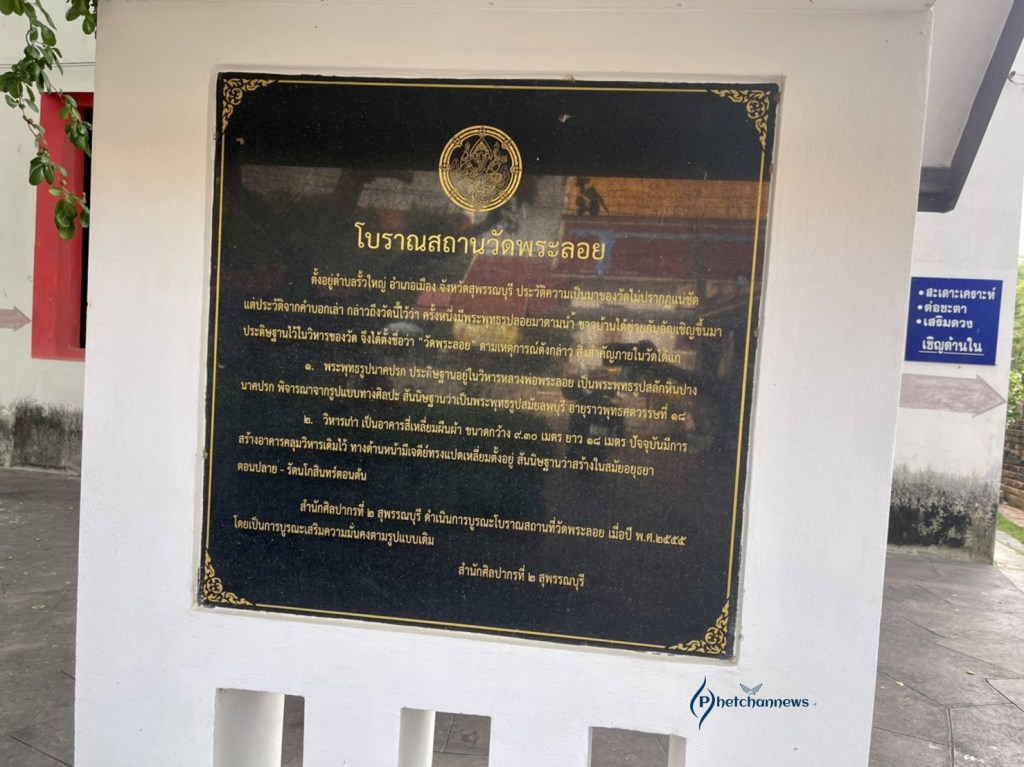 โบราณสถานวัดพระลอย
ตั้งอยู่ตำบลรั้วใหญ่ อำเภอเมือง จังหวัดสุพรรณบุรี ประวัติความเป็นมาของวัดไม่ปรากฏแน่ชัด
แต่ประวัติจากคำบอกเล่า กล่าวถึงวัดนี้ไว้ว่า ครั้งหนึ่งมีพระพุทธรูปลอยมาตามน้ำ ชาวบ้านได้ช่วยกันอัญเชิญขึ้นมา
ประดิษฐานไว้ในวิหารของวัด จึงได้ตั้งชื่อว่า "วัดพระลอย" ตามเหตุการณ์ดังกล่าว สิ่งสำคัญภายในวัดได้แก่
๑. พระพุทธรูปนาคปรก ประดิษฐานอยู่ในวิหารหลวงพ่อพระลอย เป็นพระพุทธรูปสลักหินปาง
นาคปรก พิจารณาจากรูปแบบทางศิลปะ สันนิษฐานว่าเป็นพระพุทธรูปสมัยลพบุรี อายุราวพุทธศตวรรษที่ ๑๘
๒. วิหารเก่า เป็นอาคารสี่เหลี่ยมผืนผ้า ขนาดกว้าง ๙.๓๐ เมตร ยาว ๑๘ เมตร ปัจจุบันมีการ
สร้างอาคารคลุมวิหารเดิมไว้ ทางด้านหน้ามีเจดีย์ทรงแปดเหลี่ยมตั้งอยู่ สันนิษฐานว่าสร้างในสมัยอยุธยา
ตอนปลาย - รัตนโกสินทร์ตอนต้น
สำนักศิลปากรที่ ๒ สุพรรณบุรี ดำเนินการบูรณะโบราณสถานที่วัดพระลอย เมื่อปี พ.ศ.๒๕๕๕
โดยเป็นการบูรณะเสริมความมั่นคงตามรูปแบบเดิม
สำนักศิลปากรที่ ๒ สุพรรณบุรี
• สะเดาะเคราะห์
• ต่อชะตา
• เสริมดวง
เชิญด้านใน
Phetchannews